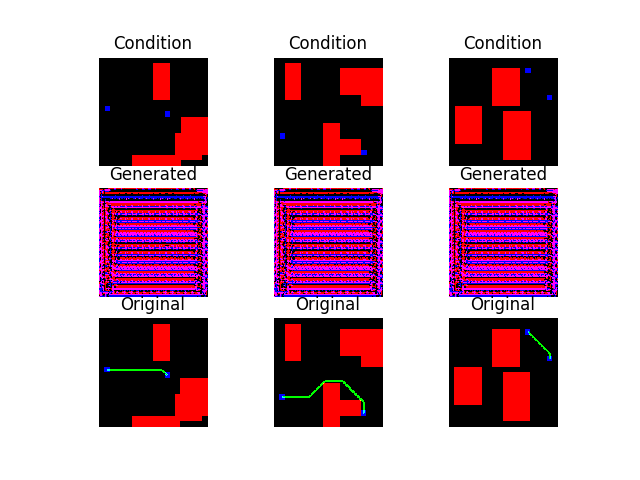 Condition
Condition
Condition
Generated
Generated
Generated
Original
Original
Original